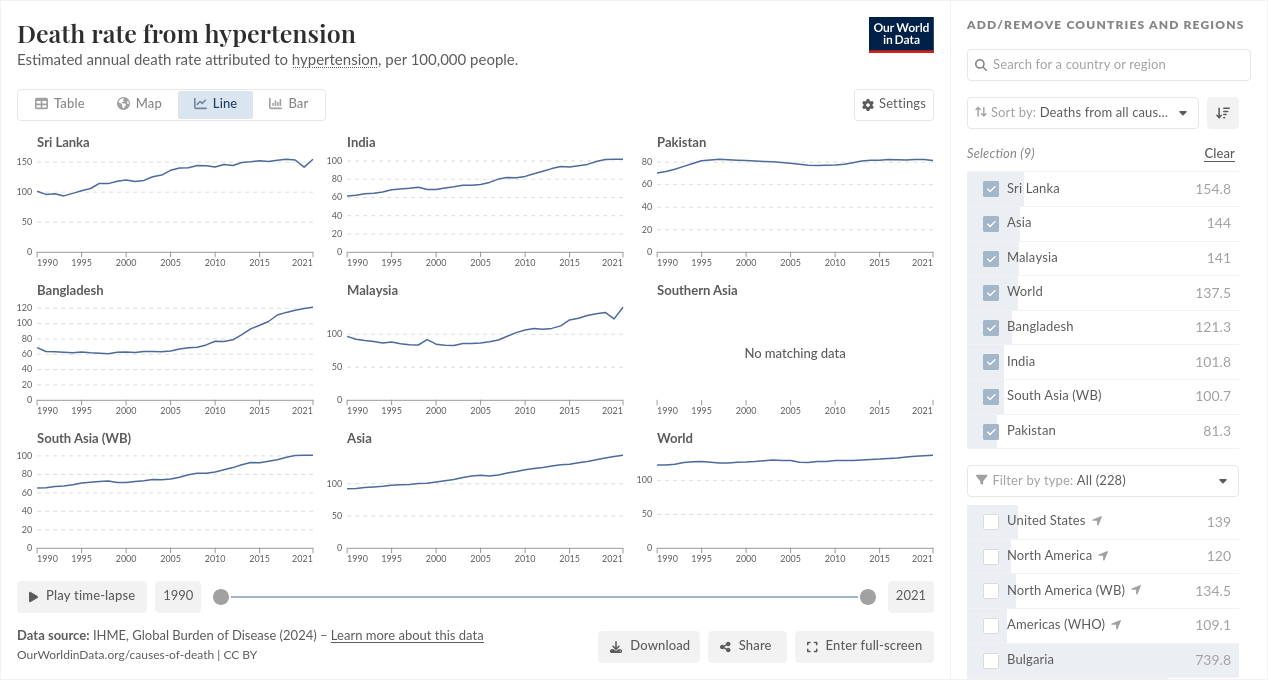 Death rate from hypertension
Estimated annual death rate attributed to hypertension, per 100,000 people.
Our World
in Data
Table
Map
Line
Bar
Settings
Sri Lanka
150
100
50
0
1990 1995 2000 2005 2010 2015 2021
India
100
80
60
40
20
0
1990 1995 2000 2005 2010 2015 2021
Pakistan
80
60
40
20
0
1990 1995 2000 2005 2010 2015 2021
Bangladesh
120
100
80
60
40
20
0
1990 1995 2000 2005 2010 2015 2021
Malaysia
100
50
0
1990 1995 2000 2005 2010 2015 2021
Southern Asia
No matching data
1990 1995 2000 2005 2010 2015 2021
South Asia (WB)
100
80
60
40
20
0
1990 1995 2000 2005 2010 2015 2021
Asia
100
50
0
1990 1995 2000 2005 2010 2015 2021
World
100
50
0
1990 1995 2000 2005 2010 2015 2021
Play time-lapse
1990
2021
Data source: IHME, Global Burden of Disease (2024) – Learn more about this data
OurWorldinData.org/causes-of-death | CC BY
Download
Share
Enter full-screen
ADD/REMOVE COUNTRIES AND REGIONS
Search for a country or region
Sort by: Deaths from all caus...
Selection (9)
Clear
Sri Lanka 154.8
Asia 144
Malaysia 141
World 137.5
Bangladesh 121.3
India 101.8
South Asia (WB) 100.7
Pakistan 81.3
Filter by type: All (228)
United States 139
North America 120
North America (WB) 134.5
Americas (WHO) 109.1
Bulgaria 739.8